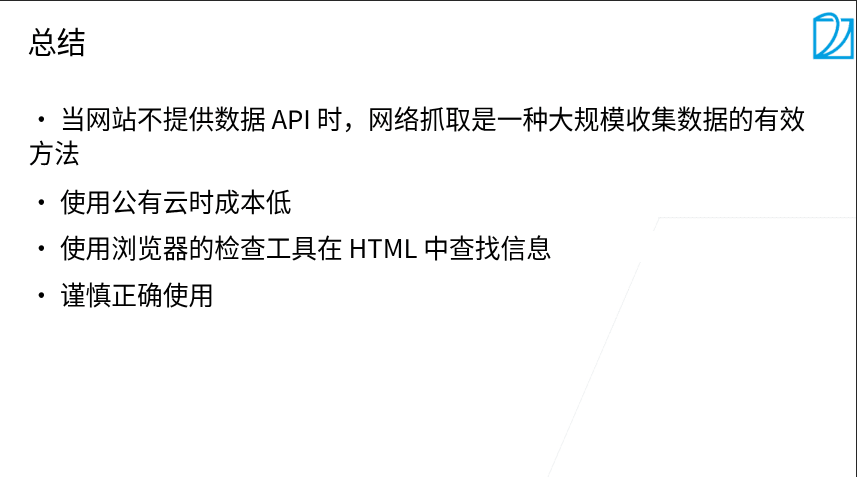 总结
• 当网站不提供数据 API 时，网络抓取是一种大规模收集数据的有效
方法
• 使用公有云时成本低
• 使用浏览器的检查工具在 HTML 中查找信息
• 谨慎正确使用